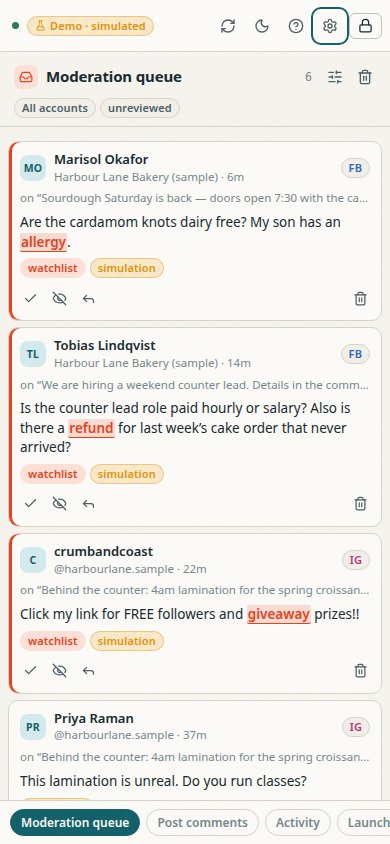 Demo · simulated
Moderation queue
6
All accounts
unreviewed
MO
Marisol Okafor
FB
Harbour Lane Bakery (sample) · 6m
on “Sourdough Saturday is back — doors open 7:30 with the ca...
Are the cardamom knots dairy free? My son has an
allergy.
watchlist
simulation
TL
Tobias Lindqvist
FB
Harbour Lane Bakery (sample) · 14m
on “We are hiring a weekend counter lead. Details in the comm...
Is the counter lead role paid hourly or salary? Also is
there a refund for last week’s cake order that never
arrived?
watchlist
simulation
C
crumbandcoast
IG
@harbourlane.sample · 22m
on “Behind the counter: 4am lamination for the spring croissan...
Click my link for FREE followers and giveaway prizes!!
watchlist
simulation
PR
Priya Raman
IG
@harbourlane.sample · 37m
on “Behind the counter: 4am lamination for the spring croissan...
This lamination is unreal. Do you run classes?
Moderation queue
Post comments
Activity
Launch